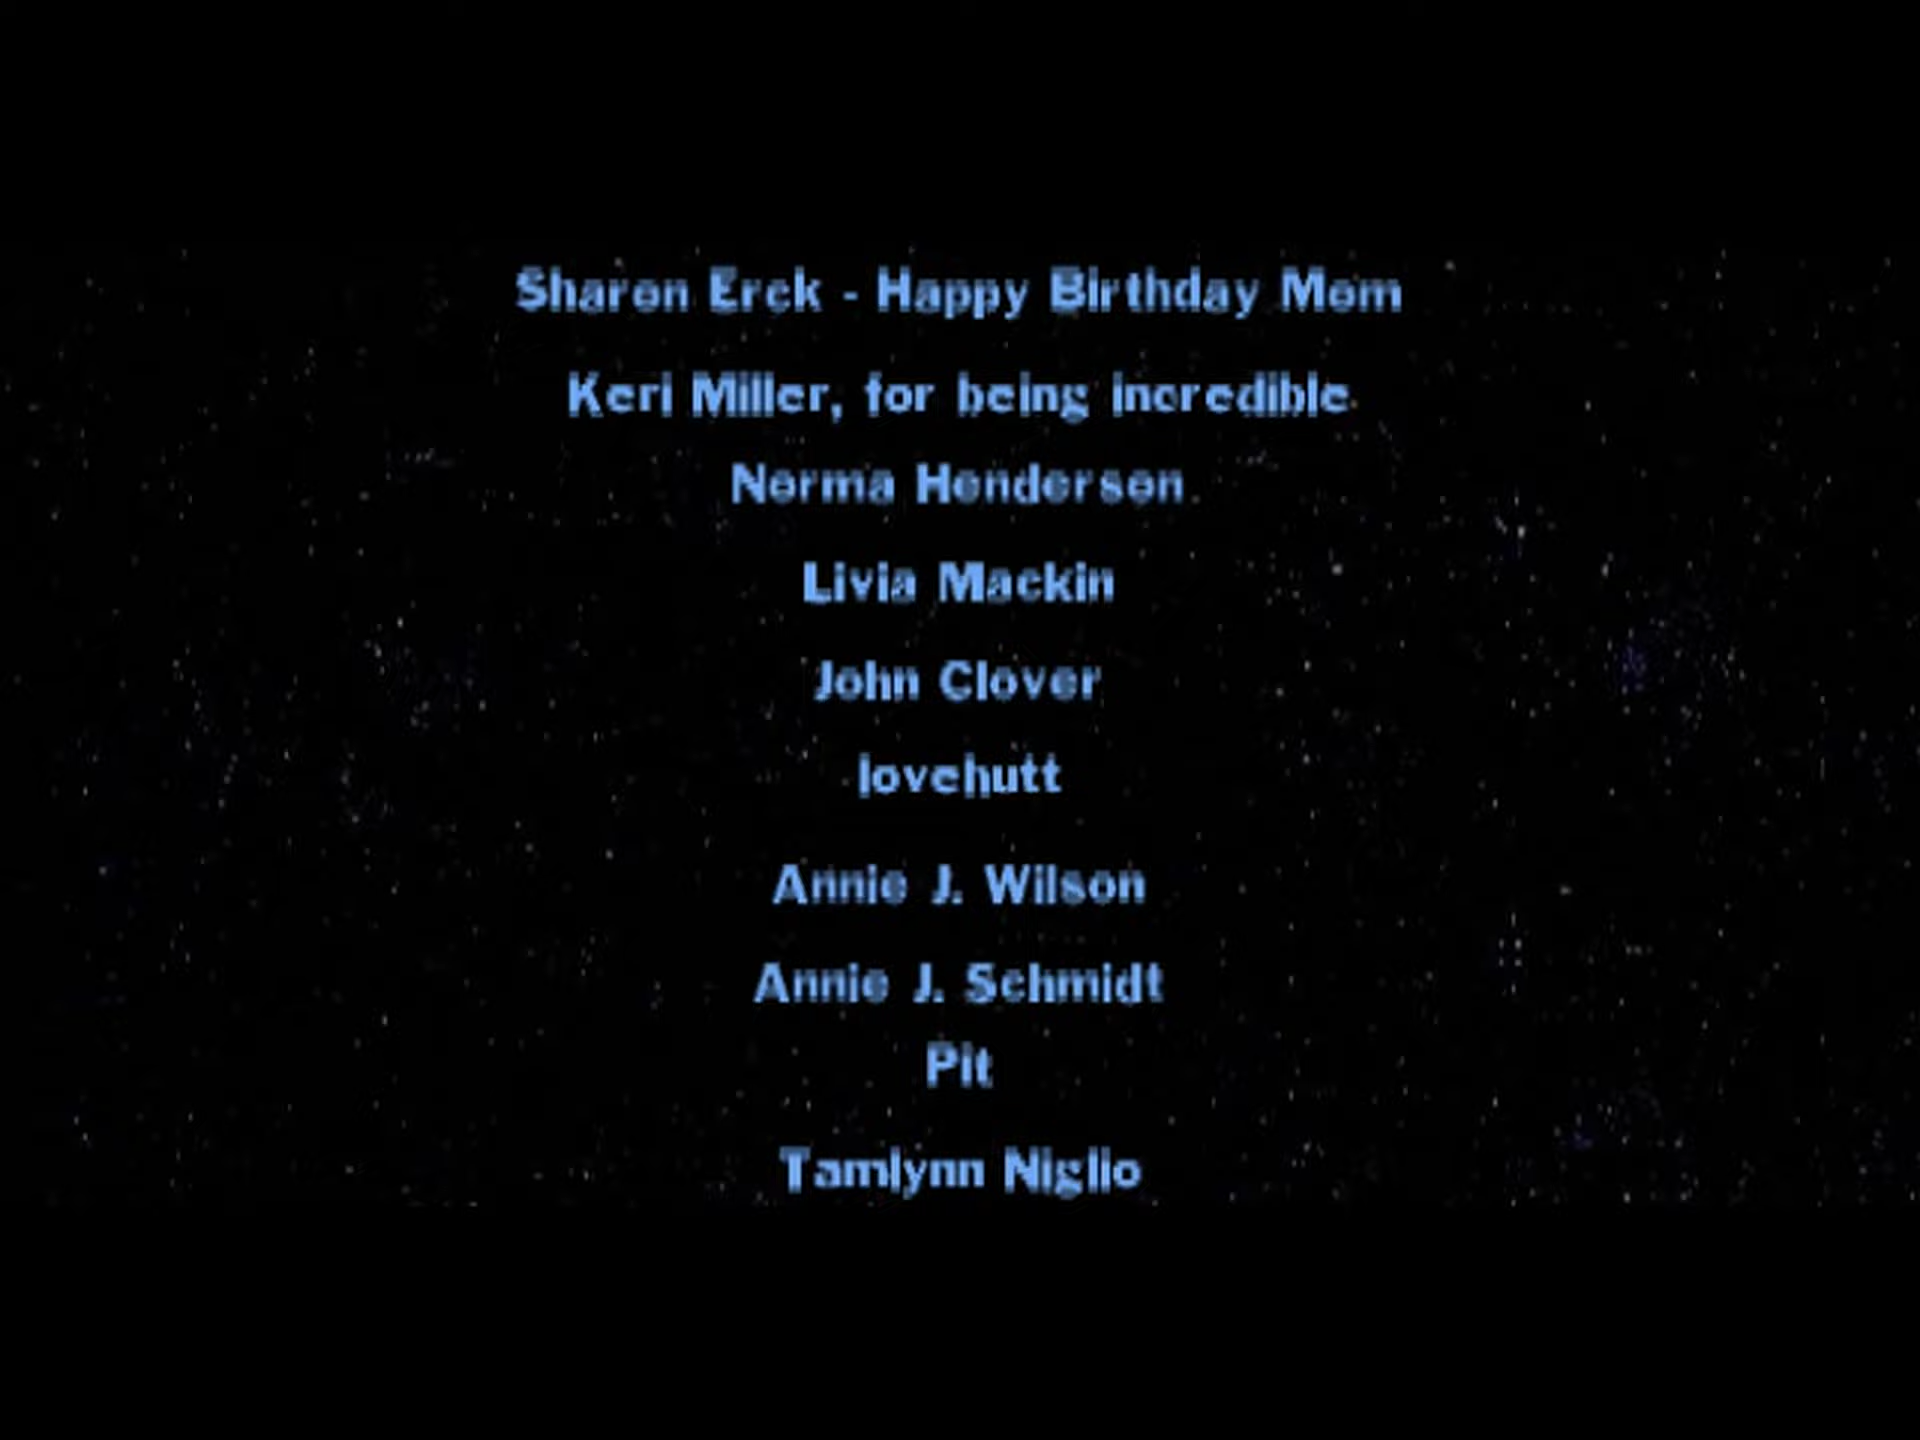 Sharon Erck - Happy Birthday Mom
Keri Miller, for being incredible
Norma Henderson
Livia Mackin
John Clover
lovehutt
Annie J. Wilson
Annie J. Schmidt
Pit
Tamlynn Niglio